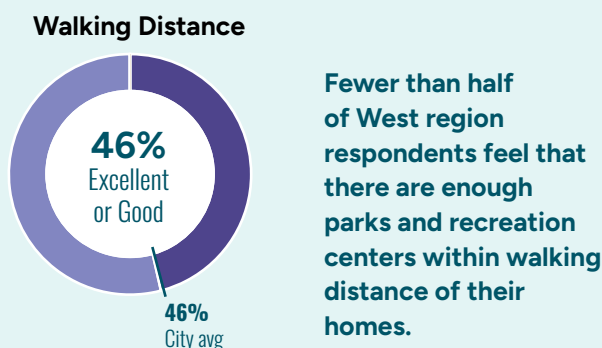 Walking Distance
46%
Excellent
or Good
46%
City avg
Fewer than half
of West region
respondents feel that
there are enough
parks and recreation
centers within walking
distance of their
homes.